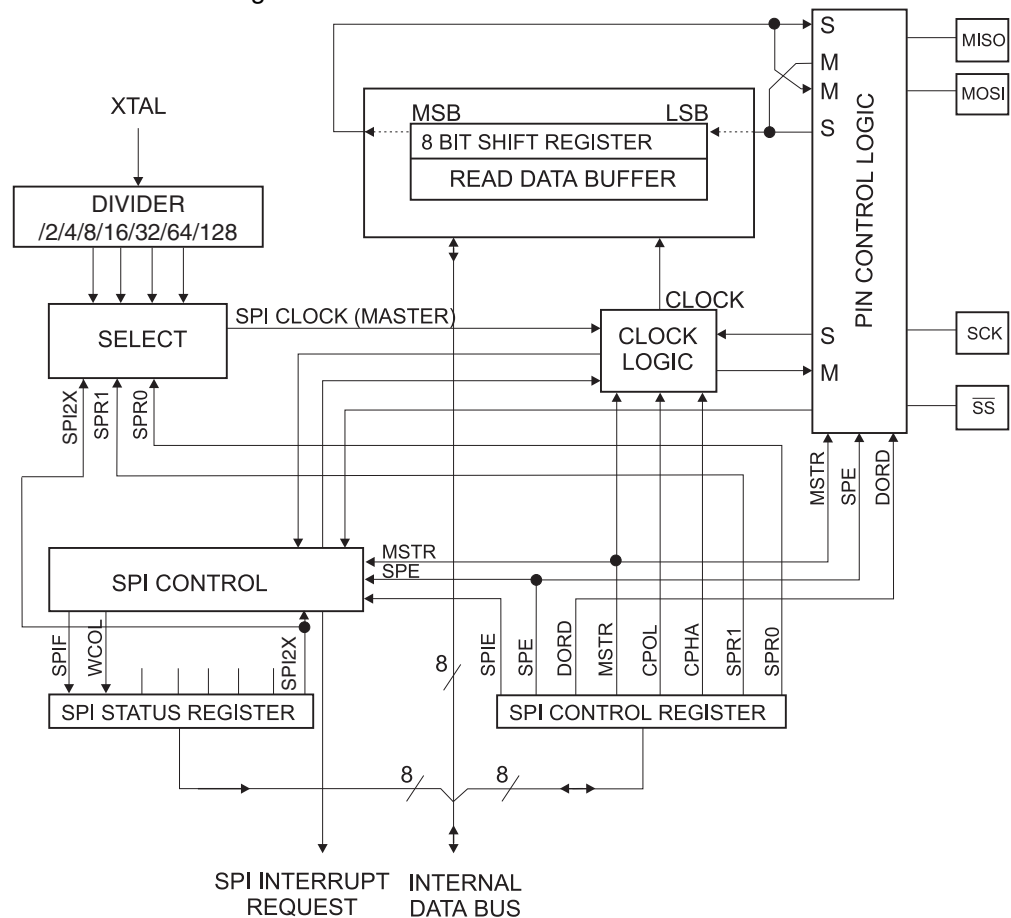 S
M
M
S
MISO
MOSI
PIN CONTROL LOGIC
XTAL
MSB
LSB
8 BIT SHIFT REGISTER
READ DATA BUFFER
DIVIDER
/2/4/8/16/32/64/128
SELECT
SPI CLOCK (MASTER)
CLOCK
CLOCK
LOGIC
S
M
SCK
SS
SPI2X
SPR1
SPR0
MSTR
SPE
DORD
MSTR
SPE
SPI CONTROL
SPIF
WCOL
SPI2X
8
SPIE
SPE
DORD
MSTR
CPOL
CPHA
SPR1
SPR0
SPI STATUS REGISTER
SPI CONTROL REGISTER
8
8
SPI INTERRUPT
REQUEST
INTERNAL
DATA BUS